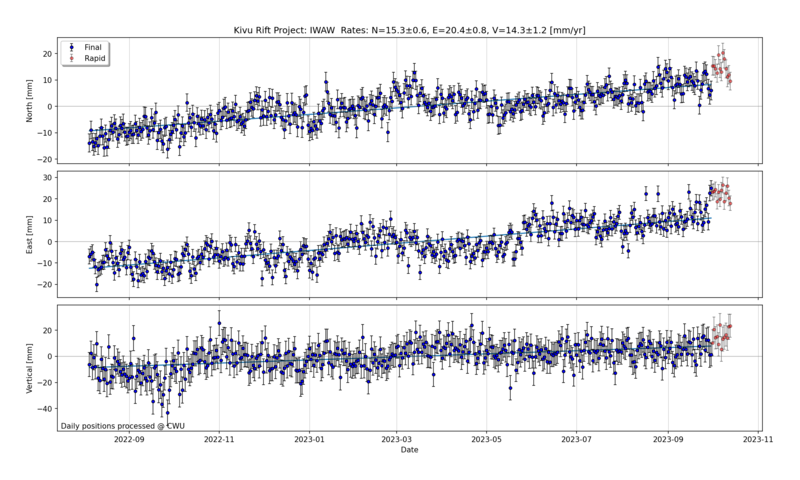 Kivu Rift Project: IWAW Rates: N=15.3±0.6, E=20.4±0.8, V=14.3±1.2 [mm/yr]
Final
Rapid
North [mm]
20
10
0
−10
−20
East [mm]
30
20
10
0
−10
−20
Vertical [mm]
20
0
−20
−40
Daily positions processed @ CWU
2022-09
2022-11
2023-01
2023-03
2023-05
2023-07
2023-09
2023-11
Date